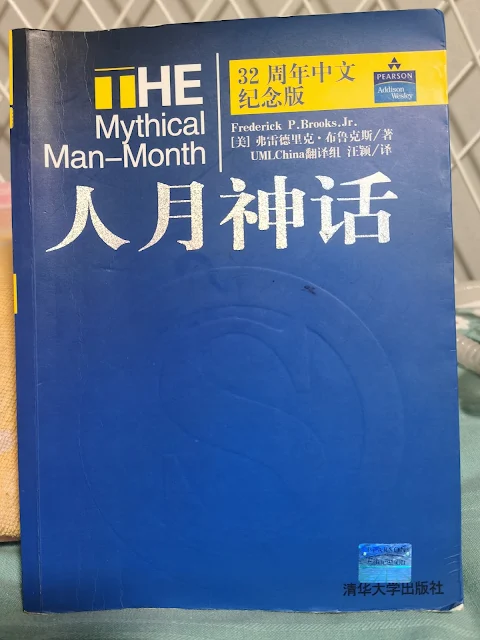 THE
Mythical
Man-Month
32 周年中文
纪念版
PEARSON
Addison
Wesley
Frederick P.Brooks.Jr.
[美] 弗雷德里克·布鲁克斯/著
UMLChina翻译组 汪颖/译
人月神话
清华大学出版社